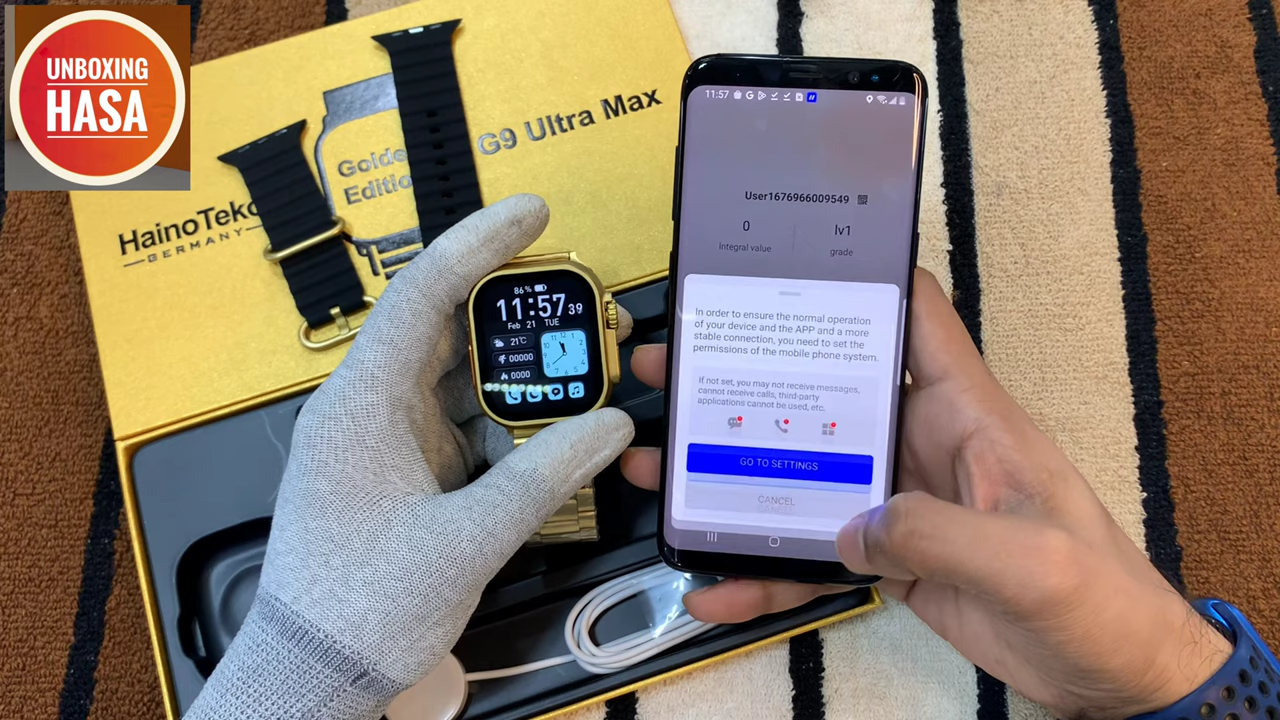 UNBOXING
HASA
HainoTeko
GERMANY
Golde
Editio
G9 Ultra Max
86%
11:57 39
Feb 21 TUE
21°C
00000
0000
11:57
User1676966009549
0
Integral value
lv1
grade
In order to ensure the normal operation
of your device and the APP and a more
stable connection, you need to set the
permissions of the mobile phone system.
If not set, you may not receive messages,
cannot receive calls, third-party
applications cannot be used, etc.
GO TO SETTINGS
CANCEL